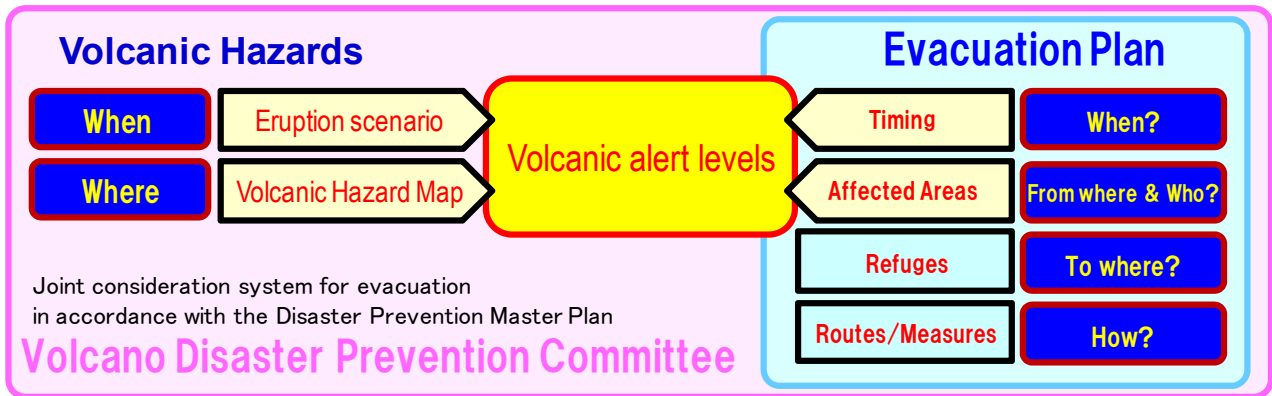 Volcanic Hazards
When
Eruption scenario
Where
Volcanic Hazard Map
Volcanic alert levels
Evacuation Plan
Timing
When?
Affected Areas
From where & Who?
Refuges
To where?
Routes/Measures
How?
Joint consideration system for evacuation
in accordance with the Disaster Prevention Master Plan
Volcano Disaster Prevention Committee